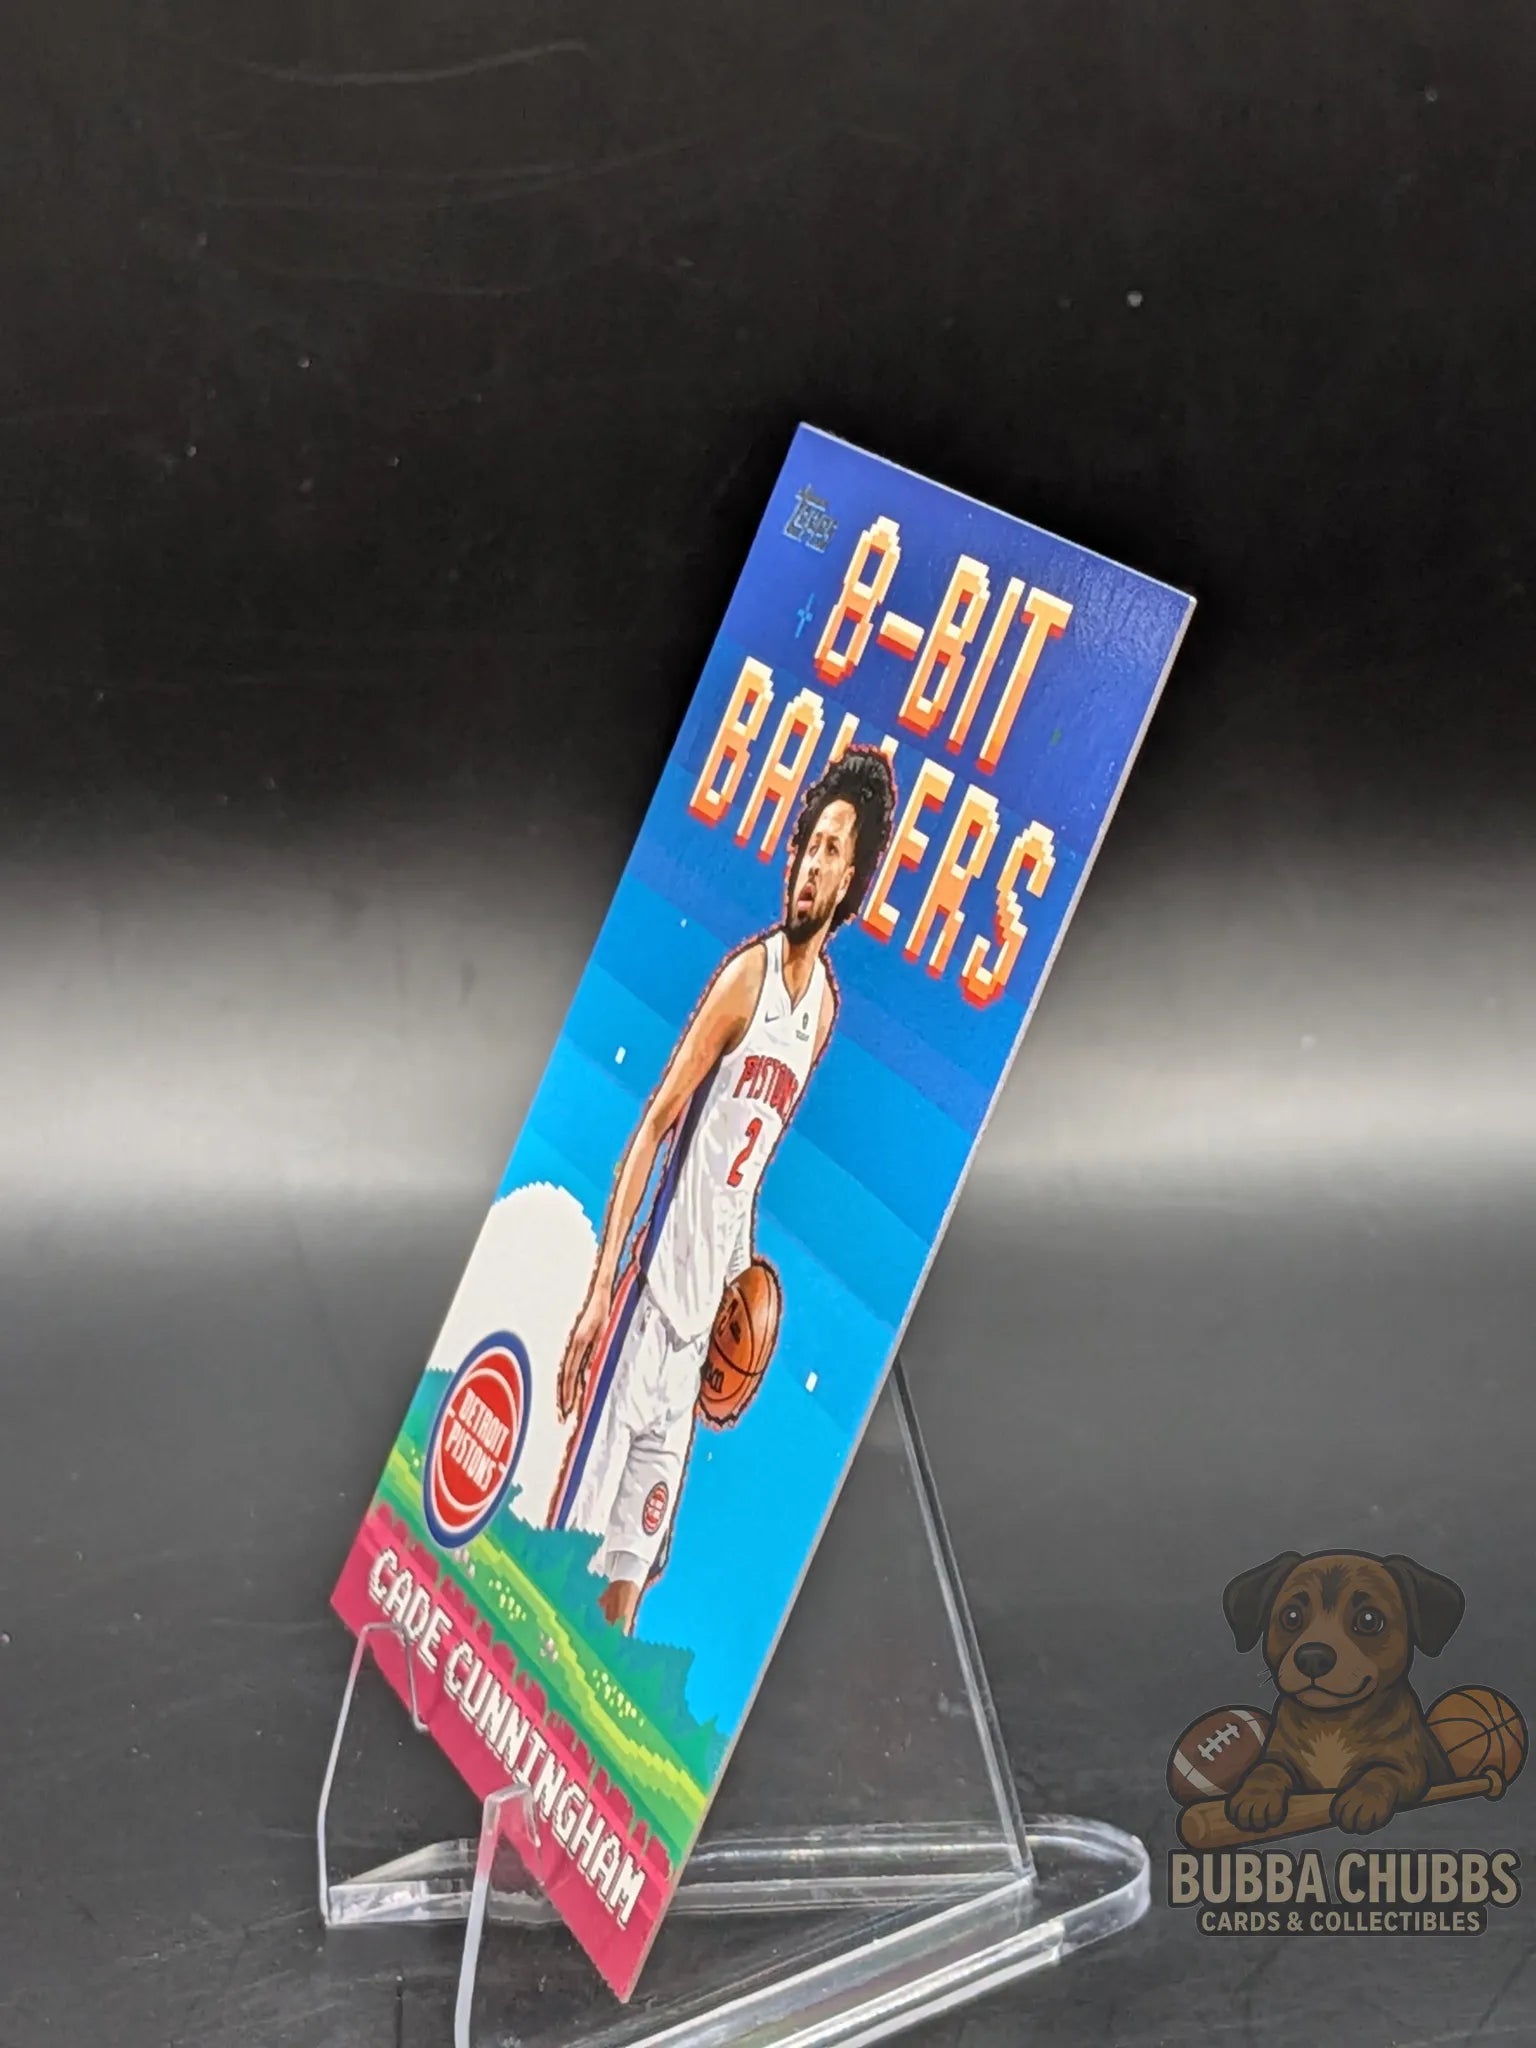 Topps
8-BIT
BALLERS
PISTONS
2
DETROIT
PISTONS
CADE CUNNINGHAM
BUBBA CHUBBS
CARDS & COLLECTIBLES